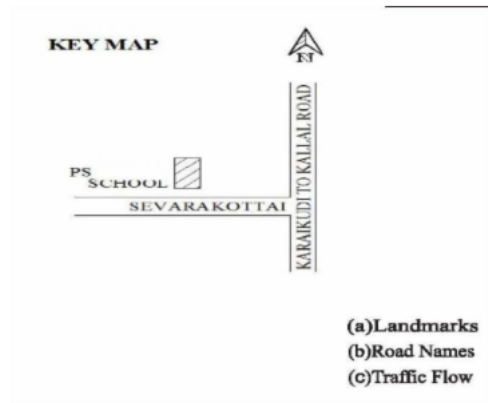 KEY MAP
N
KARAIKUDI TO KALLAL ROAD
PS
SCHOOL
SEVARAKOTTAI
(a)Landmarks
(b)Road Names
(c)Traffic Flow